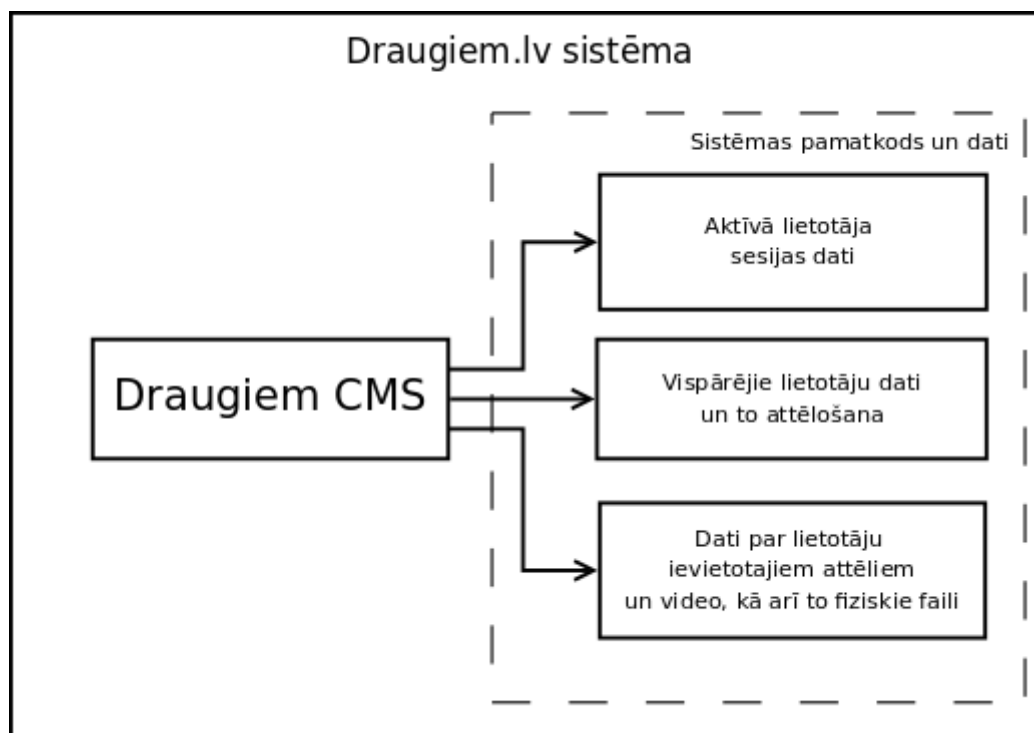 Draugiem.lv sistēma
Sistēmas pamatkods un dati
Aktīvā lietotāja
sesijas dati
Draugiem CMS
Vispārējie lietotāju dati
un to attēlošana
Dati par lietotāju
ievietotajiem attēliem
un video, kā arī to fiziskie faili